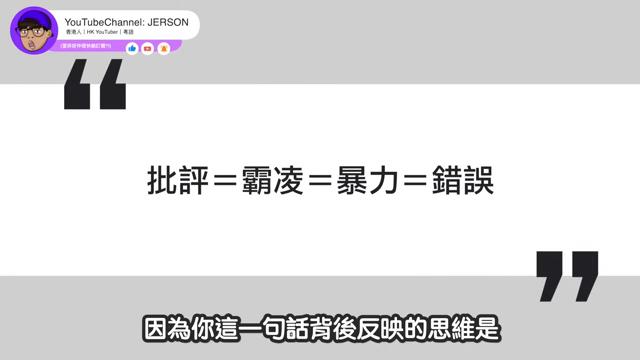 YouTubeChannel: JERSON
香港人｜HK YouTuber｜粵語
“
批評＝霸凌＝暴力＝錯誤
”
因為你這一句話背後反映的思維是